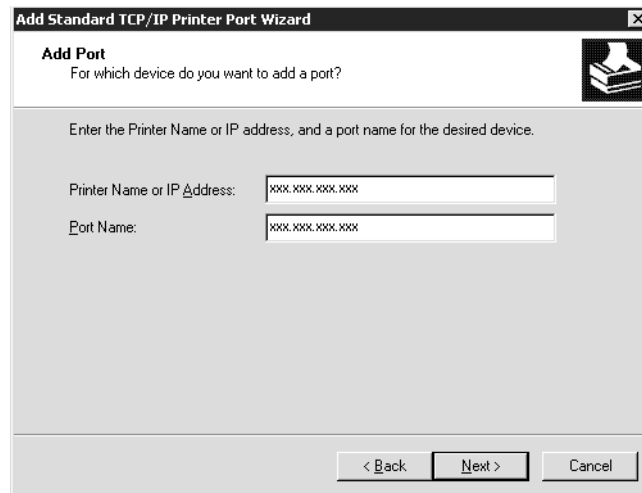 Add Standard TCP/IP Printer Port Wizard
Add Port
For which device do you want to add a port?
Enter the Printer Name or IP address, and a port name for the desired device.
Printer Name or IP Address: xxx.xxx.xxx.xxx
Port Name: xxx.xxx.xxx.xxx
< Back Next > Cancel